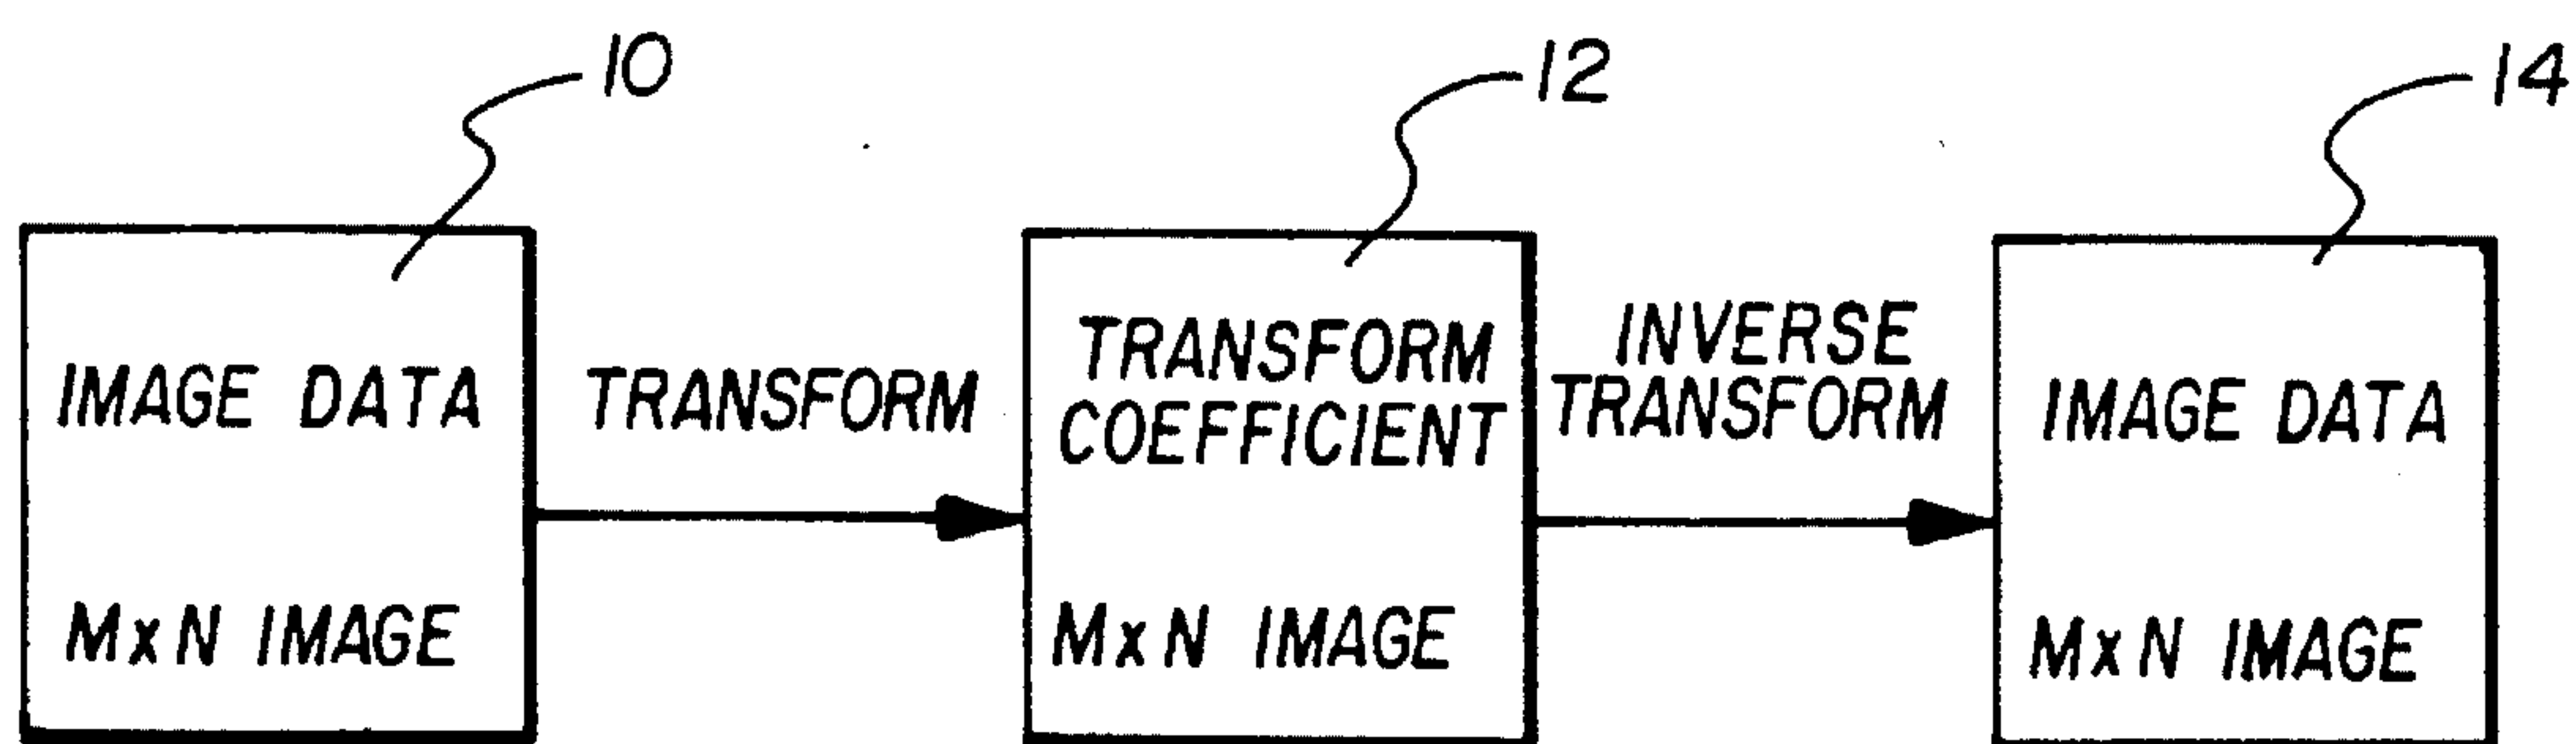 10
12
14
IMAGE DATA
MxN IMAGE
TRANSFORM
TRANSFORM
COEFFICIENT
MxN IMAGE
INVERSE
TRANSFORM
IMAGE DATA
MxN IMAGE